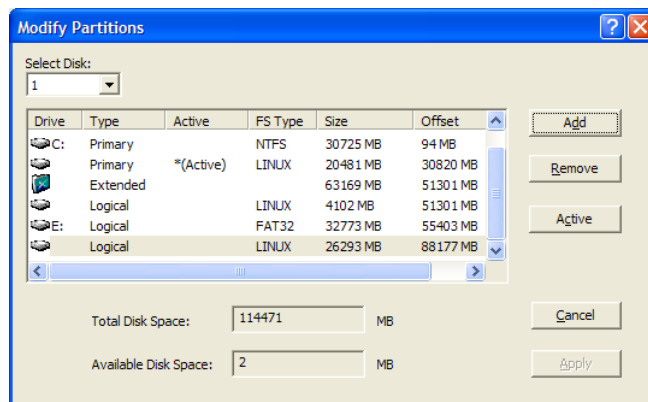 Modify Partitions
Select Disk:
1
Drive Type Active FS Type Size Offset
C: Primary NTFS 30725 MB 94 MB
Primary *(Active) LINUX 20481 MB 30820 MB
Extended 63169 MB 51301 MB
Logical LINUX 4102 MB 51301 MB
E: Logical FAT32 32773 MB 55403 MB
Logical LINUX 26293 MB 88177 MB
Add
Remove
Active
Total Disk Space: 114471 MB
Cancel
Available Disk Space: 2 MB
Apply